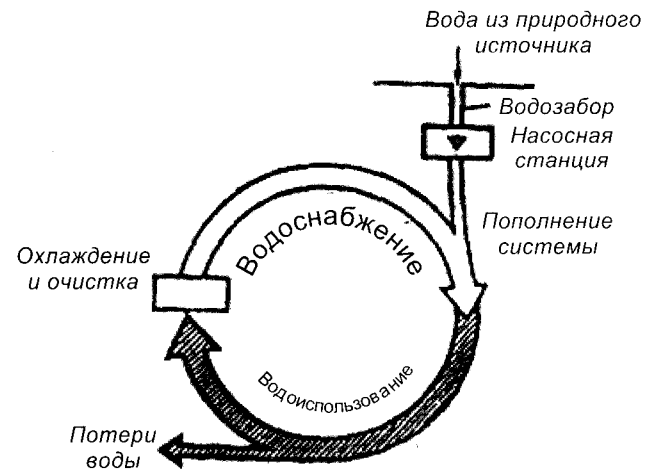 Вода из природного
источника
Водозабор
Насосная
станция
Пополнение
системы
Водоснабжение
Охлаждение
и очистка
Водоиспользование
Потери
воды